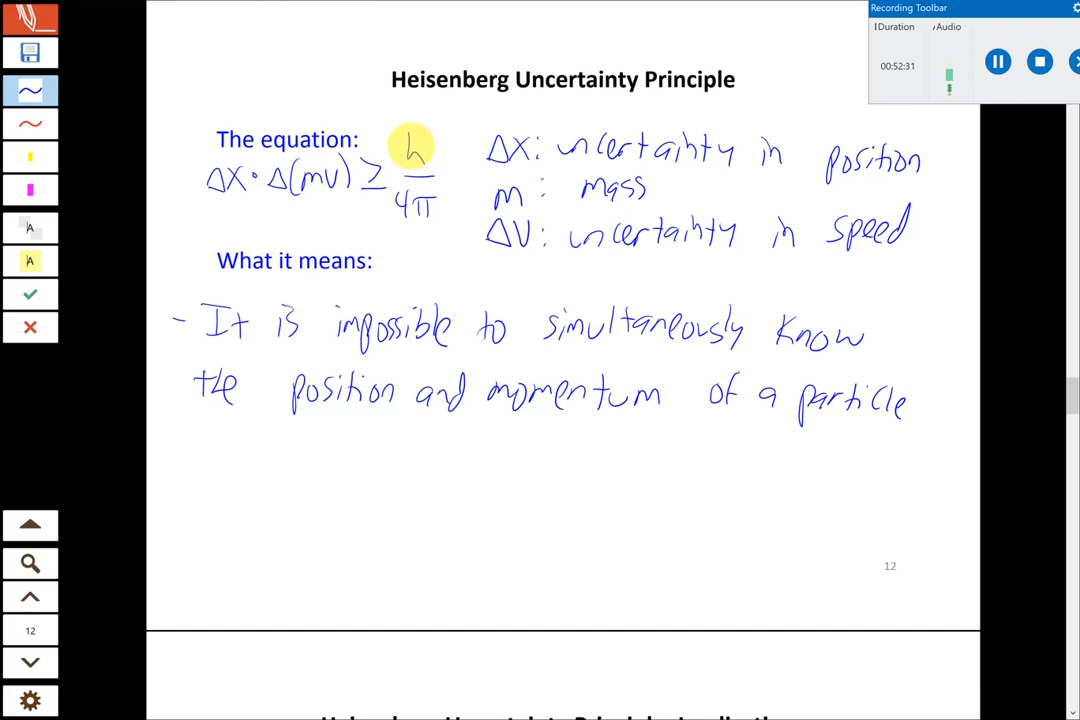 Recording Toolbar
Duration
Audio
00:52:31
Heisenberg Uncertainty Principle
The equation:
ΔX • Δ(mv) ≥ h/4π
ΔX: uncertainty in position
m: mass
ΔV: uncertainty in speed
What it means:
- It is impossible to simultaneously know
the position and momentum of a particle
12
12